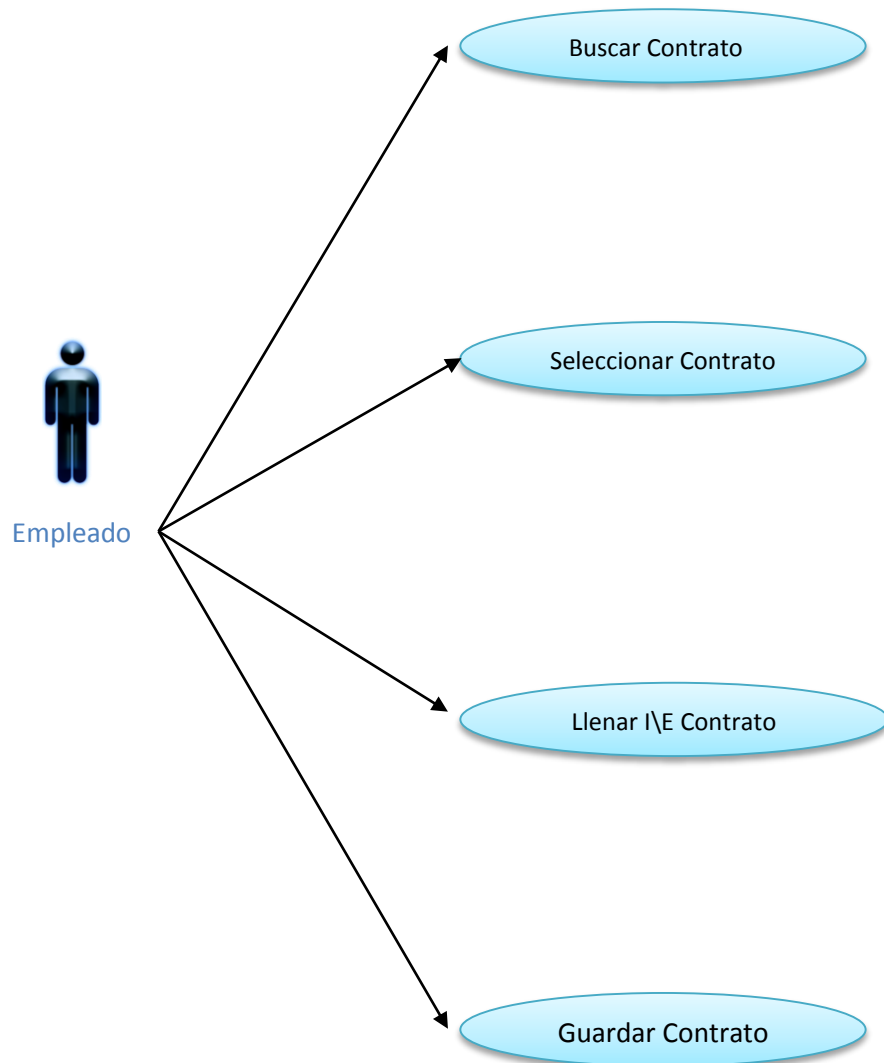 Buscar Contrato
Seleccionar Contrato
Empleado
Llenar I\E Contrato
Guardar Contrato